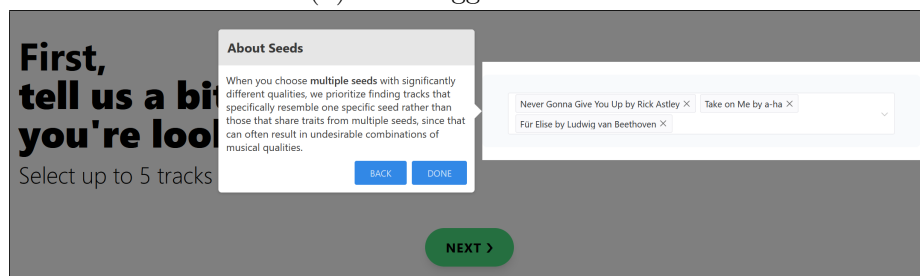 First,
tell us a bit
you're loo
Select up to 5 tracks
About Seeds
When you choose multiple seeds with significantly
different qualities, we prioritize finding tracks that
specifically resemble one specific seed rather than
those that share traits from multiple seeds, since that
can often result in undesirable combinations of
musical qualities.
BACK DONE
Never Gonna Give You Up by Rick Astley × Take on Me by a-ha ×
Für Elise by Ludwig van Beethoven ×
NEXT >